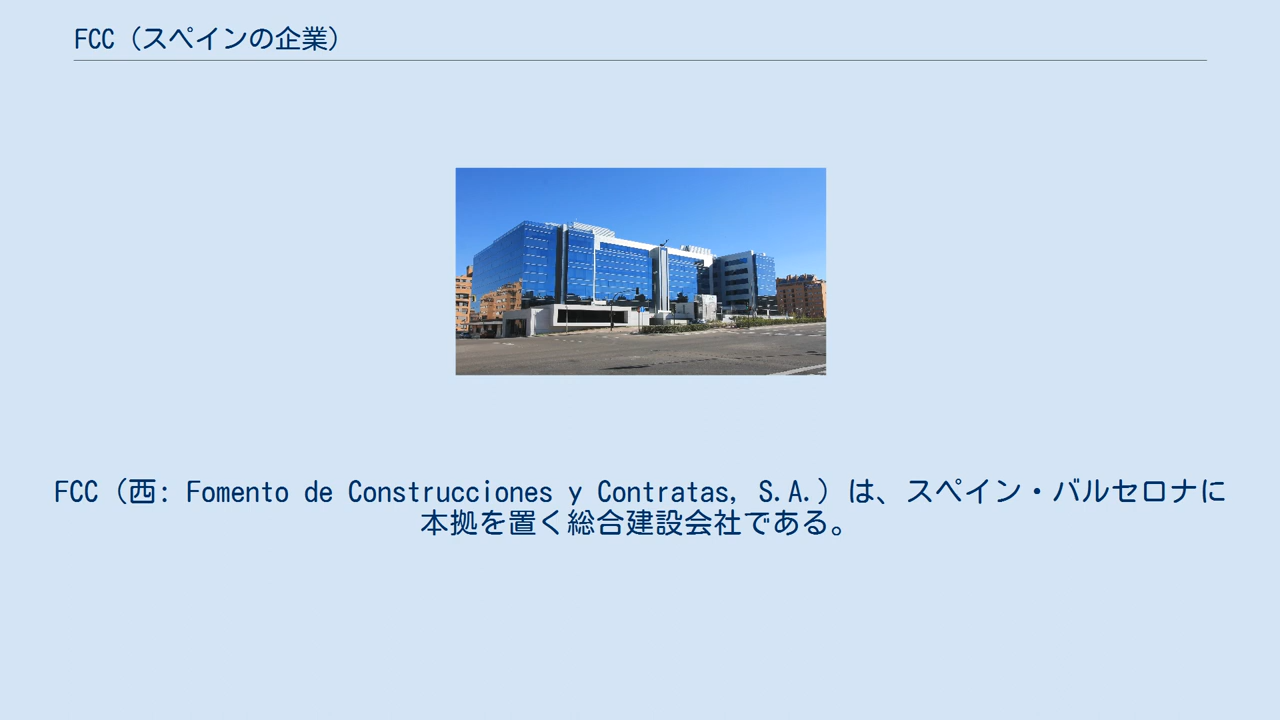 FCC（スペインの企業）
FCC（西: Fomento de Construcciones y Contratas, S.A.）は、スペイン・バルセロナに
本拠を置く総合建設会社である。